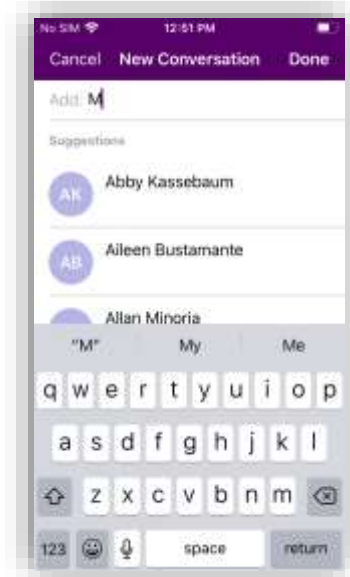 No SIM 12:51 PM
Cancel New Conversation Done
Add: M
Suggestions
AK Abby Kassebaum
AB Aileen Bustamante
Allan Minoria
"M" My Me
q w e r t y u i o p
a s d f g h j k l
z x c v b n m
123 space return